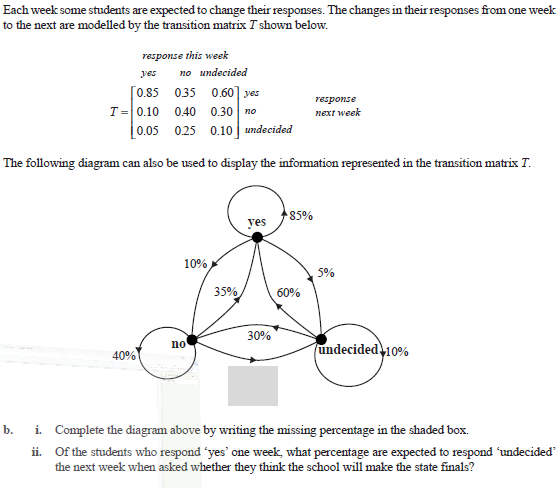 Each week some students are expected to change their responses. The changes in their responses from one week
to the next are modelled by the transition matrix T shown below.
response this week
yes no undecided
0.85 0.35 0.60 yes
T = 0.10 0.40 0.30 no
0.05 0.25 0.10 undecided
response
next week
The following diagram can also be used to display the information represented in the transition matrix T.
85%
yes
10%
5%
35%
60%
30%
no
undecided
40%
10%
b. i. Complete the diagram above by writing the missing percentage in the shaded box.
ii. Of the students who respond ‘yes’ one week, what percentage are expected to respond ‘undecided’
the next week when asked whether they think the school will make the state finals?